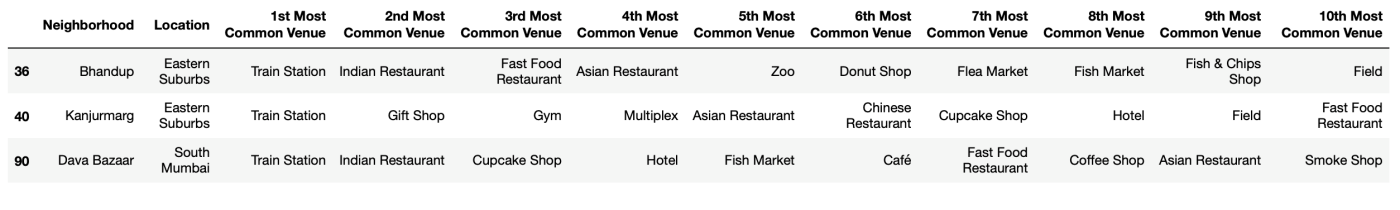 Neighborhood Location 1st Most Common Venue 2nd Most Common Venue 3rd Most Common Venue 4th Most Common Venue 5th Most Common Venue 6th Most Common Venue 7th Most Common Venue 8th Most Common Venue 9th Most Common Venue 10th Most Common Venue
36 Bhandup Eastern Suburbs Train Station Indian Restaurant Fast Food Restaurant Asian Restaurant Zoo Donut Shop Flea Market Fish Market Fish & Chips Shop Field
40 Kanjurmarg Eastern Suburbs Train Station Gift Shop Gym Multiplex Asian Restaurant Chinese Restaurant Cupcake Shop Hotel Field Fast Food Restaurant
90 Dava Bazaar South Mumbai Train Station Indian Restaurant Cupcake Shop Hotel Fish Market Café Fast Food Restaurant Coffee Shop Asian Restaurant Smoke Shop